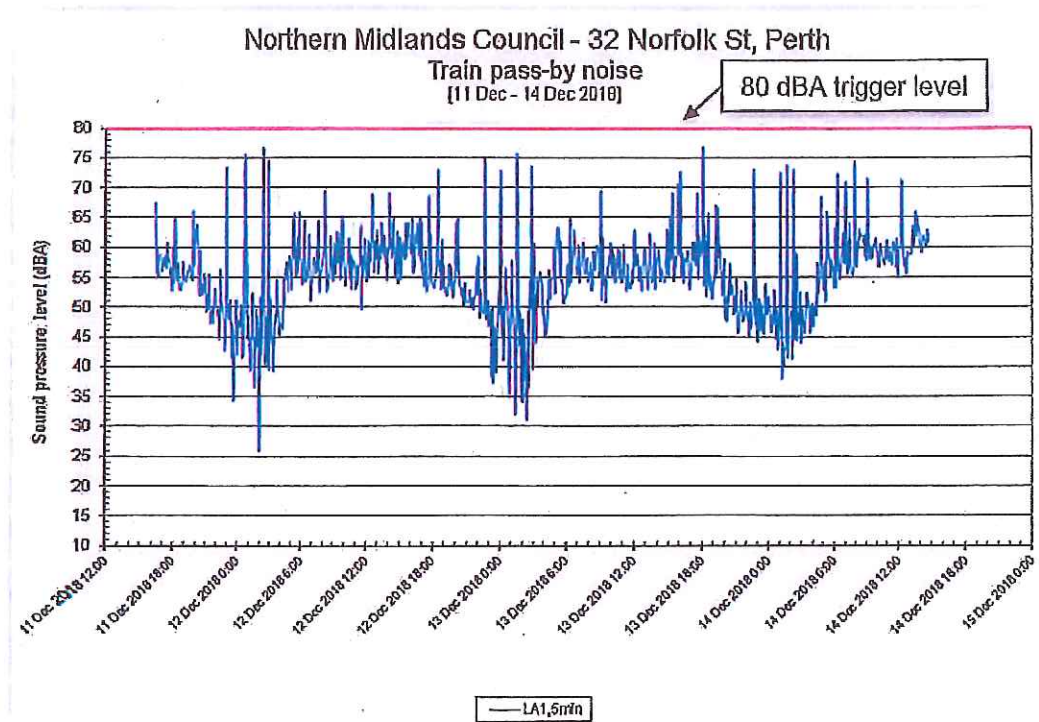 Northern Midlands Council - 32 Norfolk St, Perth
Train pass-by noise
[11 Dec - 14 Dec 2018]
80 dBA trigger level
Sound pressure level (dBA)
80
75
70
65
60
55
50
45
40
35
30
25
20
15
10
11 Dec 2018 12:00
11 Dec 2018 18:00
12 Dec 2018 0:00
12 Dec 2018 6:00
12 Dec 2018 12:00
12 Dec 2018 18:00
13 Dec 2018 0:00
13 Dec 2018 6:00
13 Dec 2018 12:00
13 Dec 2018 18:00
14 Dec 2018 0:00
14 Dec 2018 6:00
14 Dec 2018 12:00
14 Dec 2018 18:00
15 Dec 2018 0:00
LA1,5min